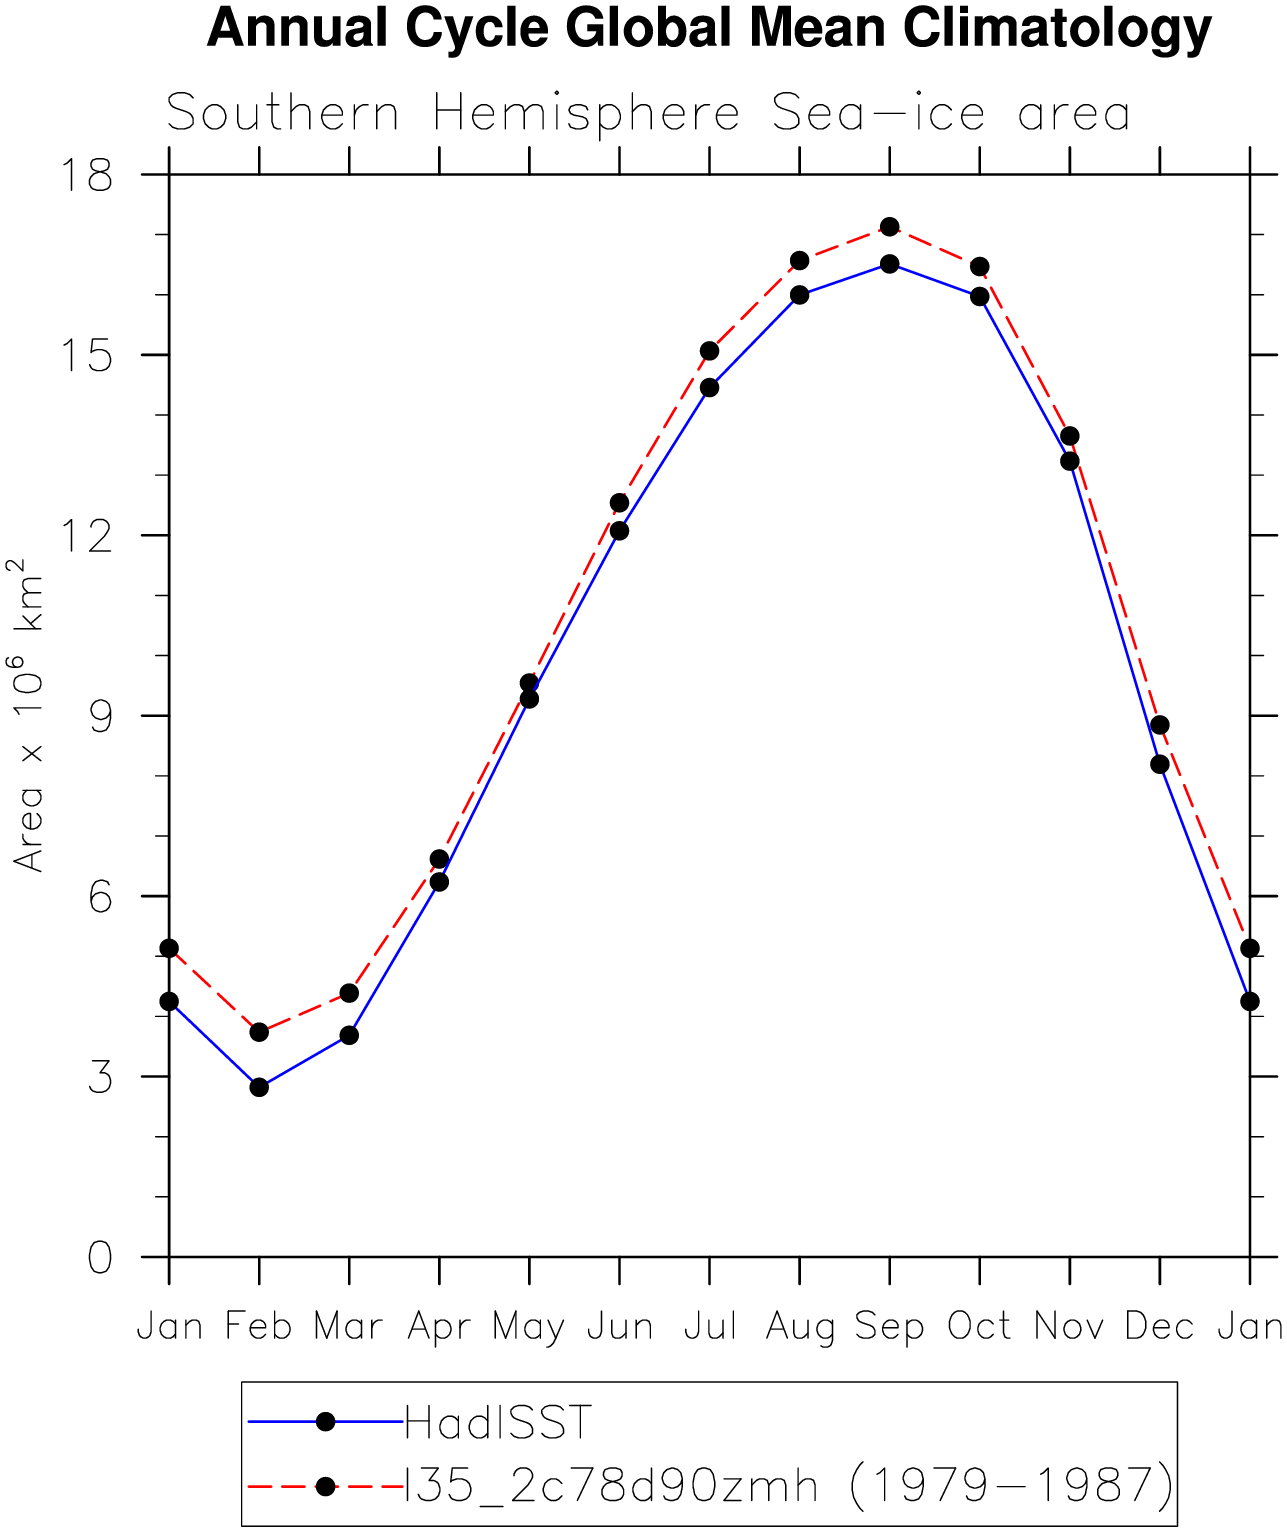 Annual Cycle Global Mean Climatology
Southern Hemisphere Sea-ice area
18
15
12
9
6
3
0
Area x 10⁶ km²
Jan Feb Mar Apr May Jun Jul Aug Sep Oct Nov Dec Jan
HadISST
l35_2c78d90zmh (1979-1987)